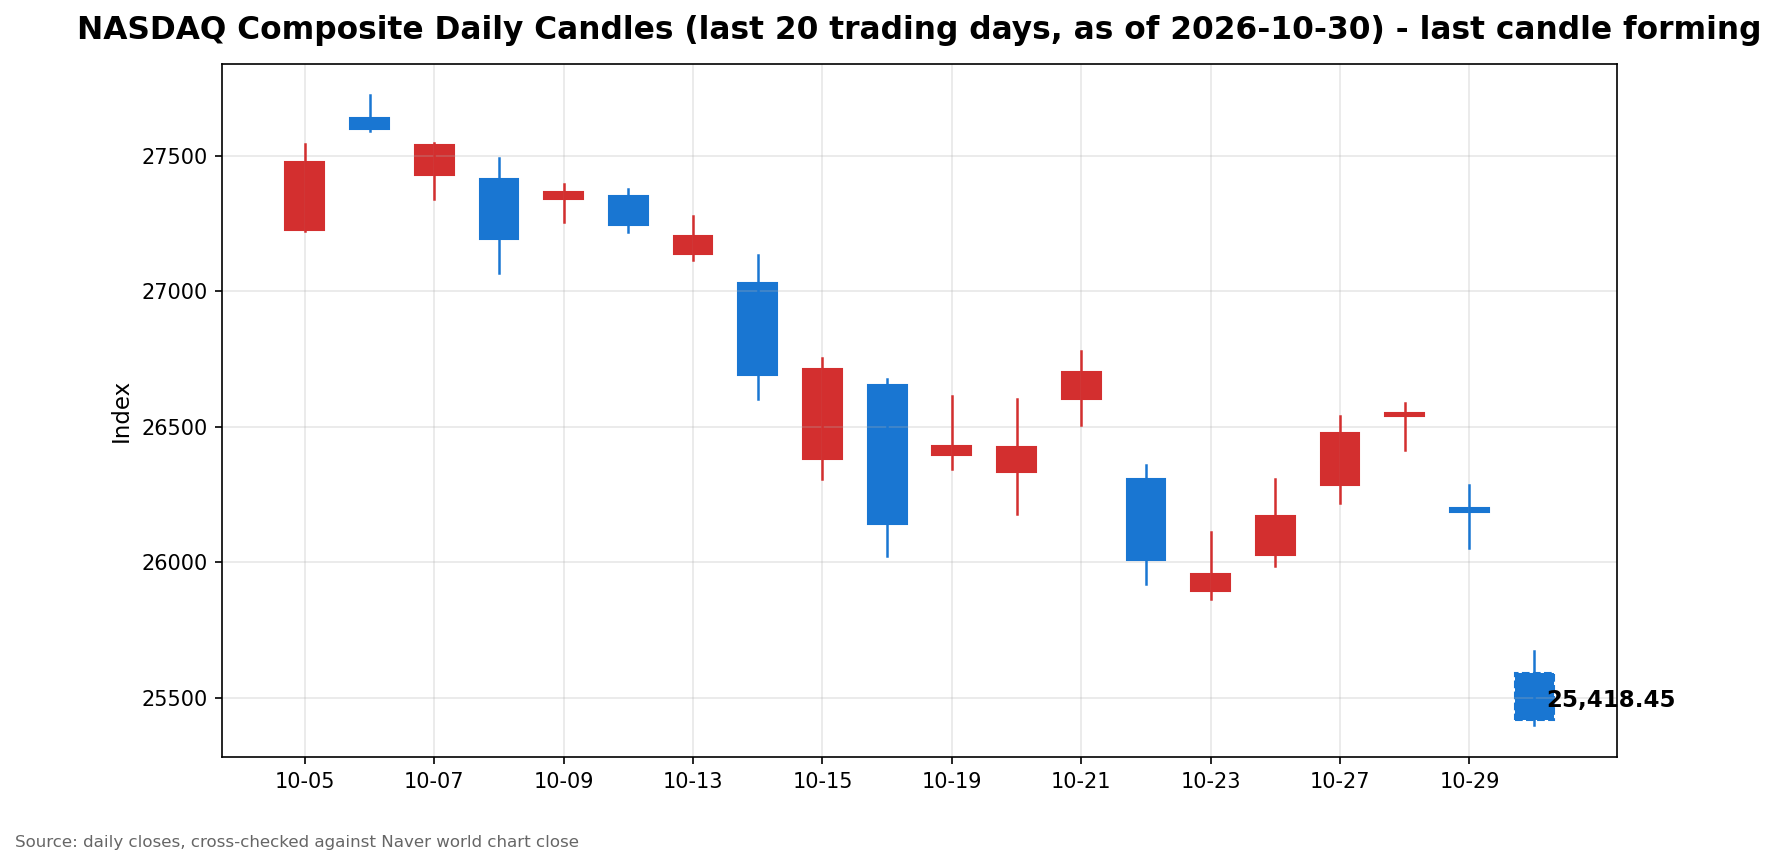 NASDAQ Composite Daily Candles (last 20 trading days, as of 2026-10-30) - last candle forming
Index
27500
27000
26500
26000
25500
25,418.45
10-05 10-07 10-09 10-13 10-15 10-19 10-21 10-23 10-27 10-29
Source: daily closes, cross-checked against Naver world chart close